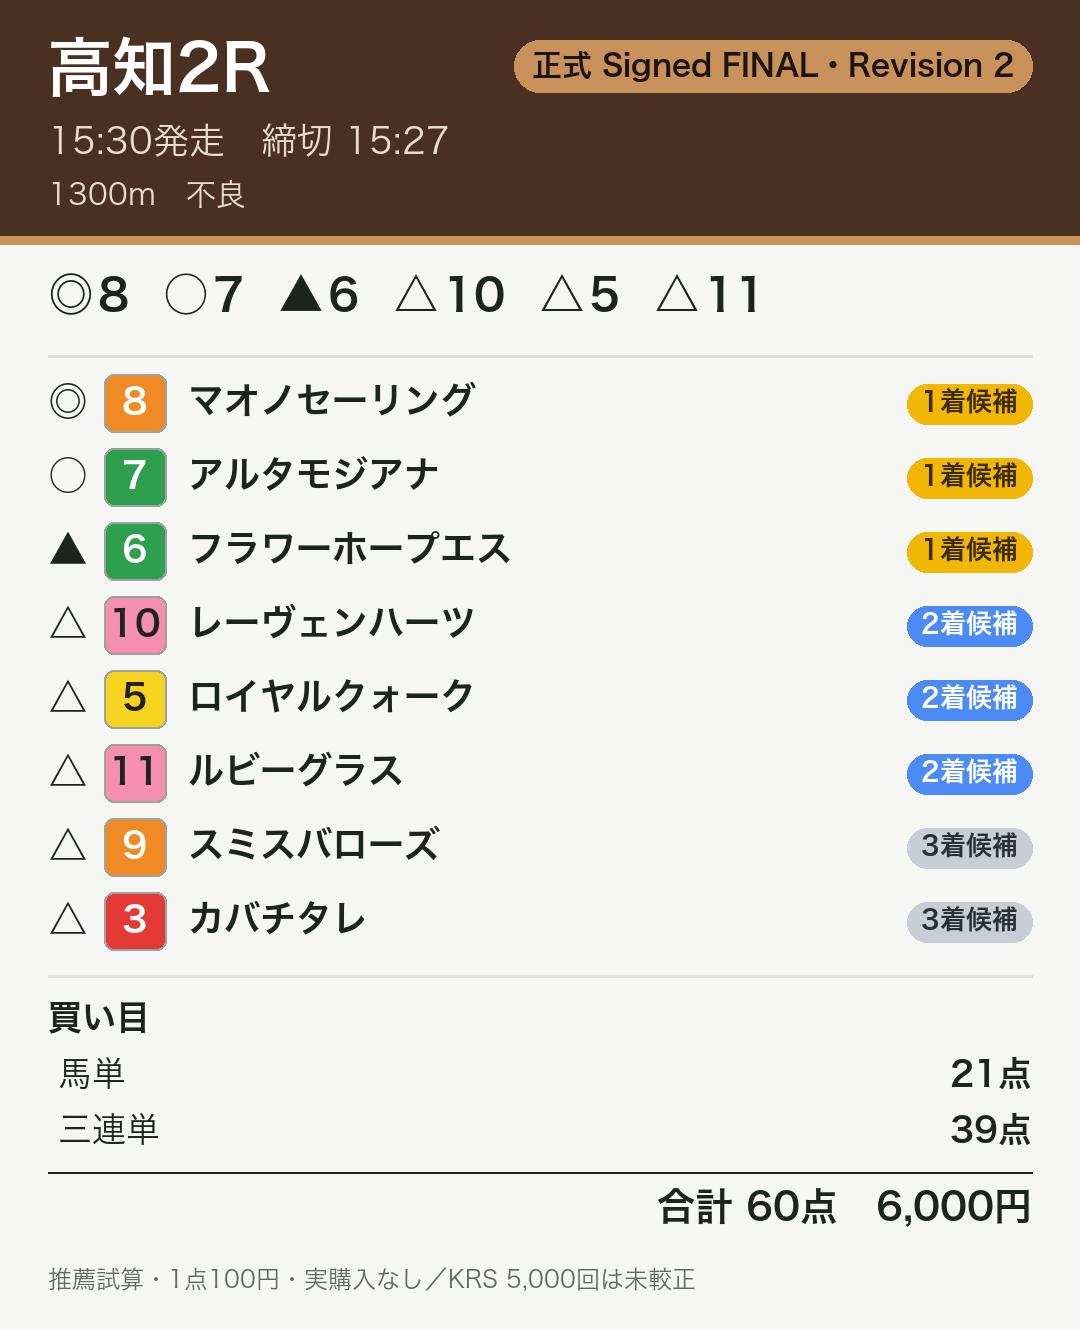 高知2R
正式 Signed FINAL・Revision 2
15:30発走　締切 15:27
1300m　不良
◎8 ○7 ▲6 △10 △5 △11
◎ 8 マオノセーリング 1着候補
○ 7 アルタモジアナ 1着候補
▲ 6 フラワーホープエス 1着候補
△ 10 レーヴェンハーツ 2着候補
△ 5 ロイヤルクォーク 2着候補
△ 11 ルビーグラス 2着候補
△ 9 スミスバローズ 3着候補
△ 3 カバチタレ 3着候補
買い目
馬単 21点
三連単 39点
合計 60点　6,000円
推薦試算・1点100円・実購入なし／KRS 5,000回は未較正